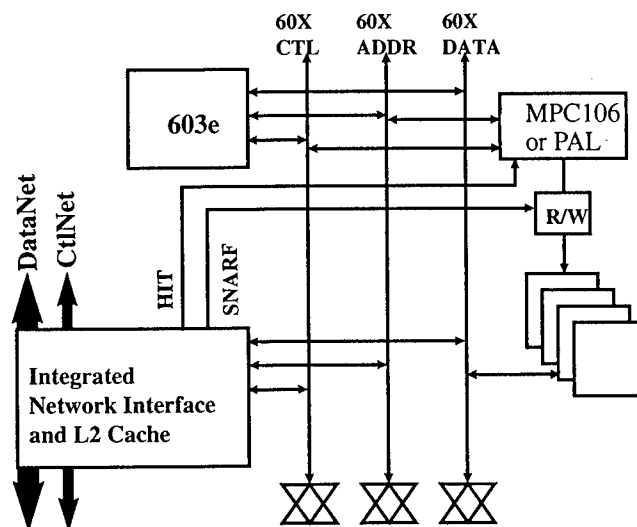 60X 60X 60X
CTL ADDR DATA
603e
MPC106
or PAL
R/W
DataNet
CtlNet
HIT
SNARF
Integrated
Network Interface
and L2 Cache